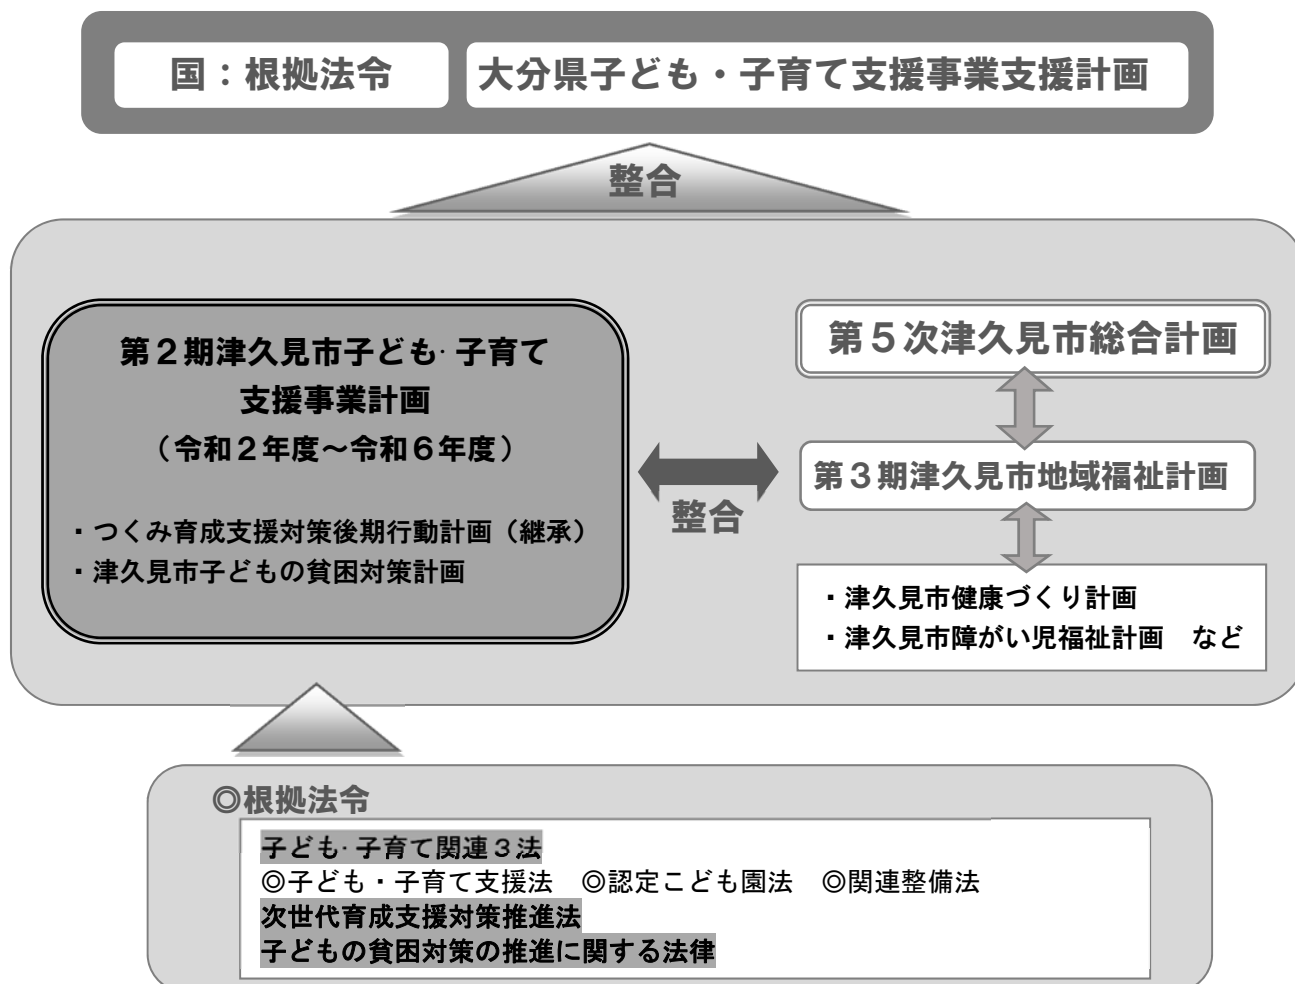 国：根拠法令
大分県子ども・子育て支援事業支援計画
整合
第２期津久見市子ども・子育て
支援事業計画
（令和２年度～令和６年度）
・つくみ育成支援対策後期行動計画（継承）
・津久見市子どもの貧困対策計画
整合
第５次津久見市総合計画
第３期津久見市地域福祉計画
・津久見市健康づくり計画
・津久見市障がい児福祉計画　など
◎根拠法令
子ども・子育て関連３法
◎子ども・子育て支援法　◎認定こども園法　◎関連整備法
次世代育成支援対策推進法
子どもの貧困対策の推進に関する法律